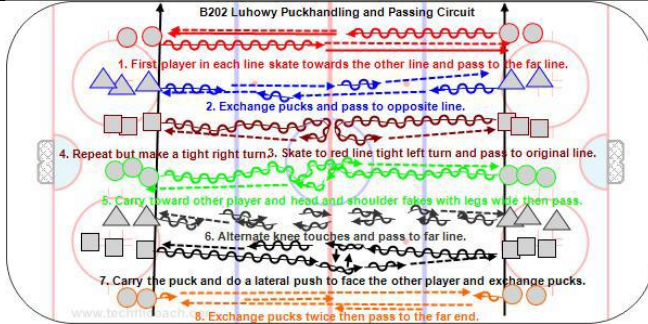 B202 Luhowy Puckhandling and Passing Circuit
1. First player in each line skate towards the other line and pass to the far line.
2. Exchange pucks and pass to opposite line.
4. Repeat but make a tight right turn. 3. Skate to red line tight left turn and pass to original line.
5. Carry toward other player and head and shoulder fakes with legs wide then pass.
6. Alternate knee touches and pass to far line.
7. Carry the puck and do a lateral push to face the other player and exchange pucks.
8. Exchange pucks twice then pass to the far end.
www.technicoach.com